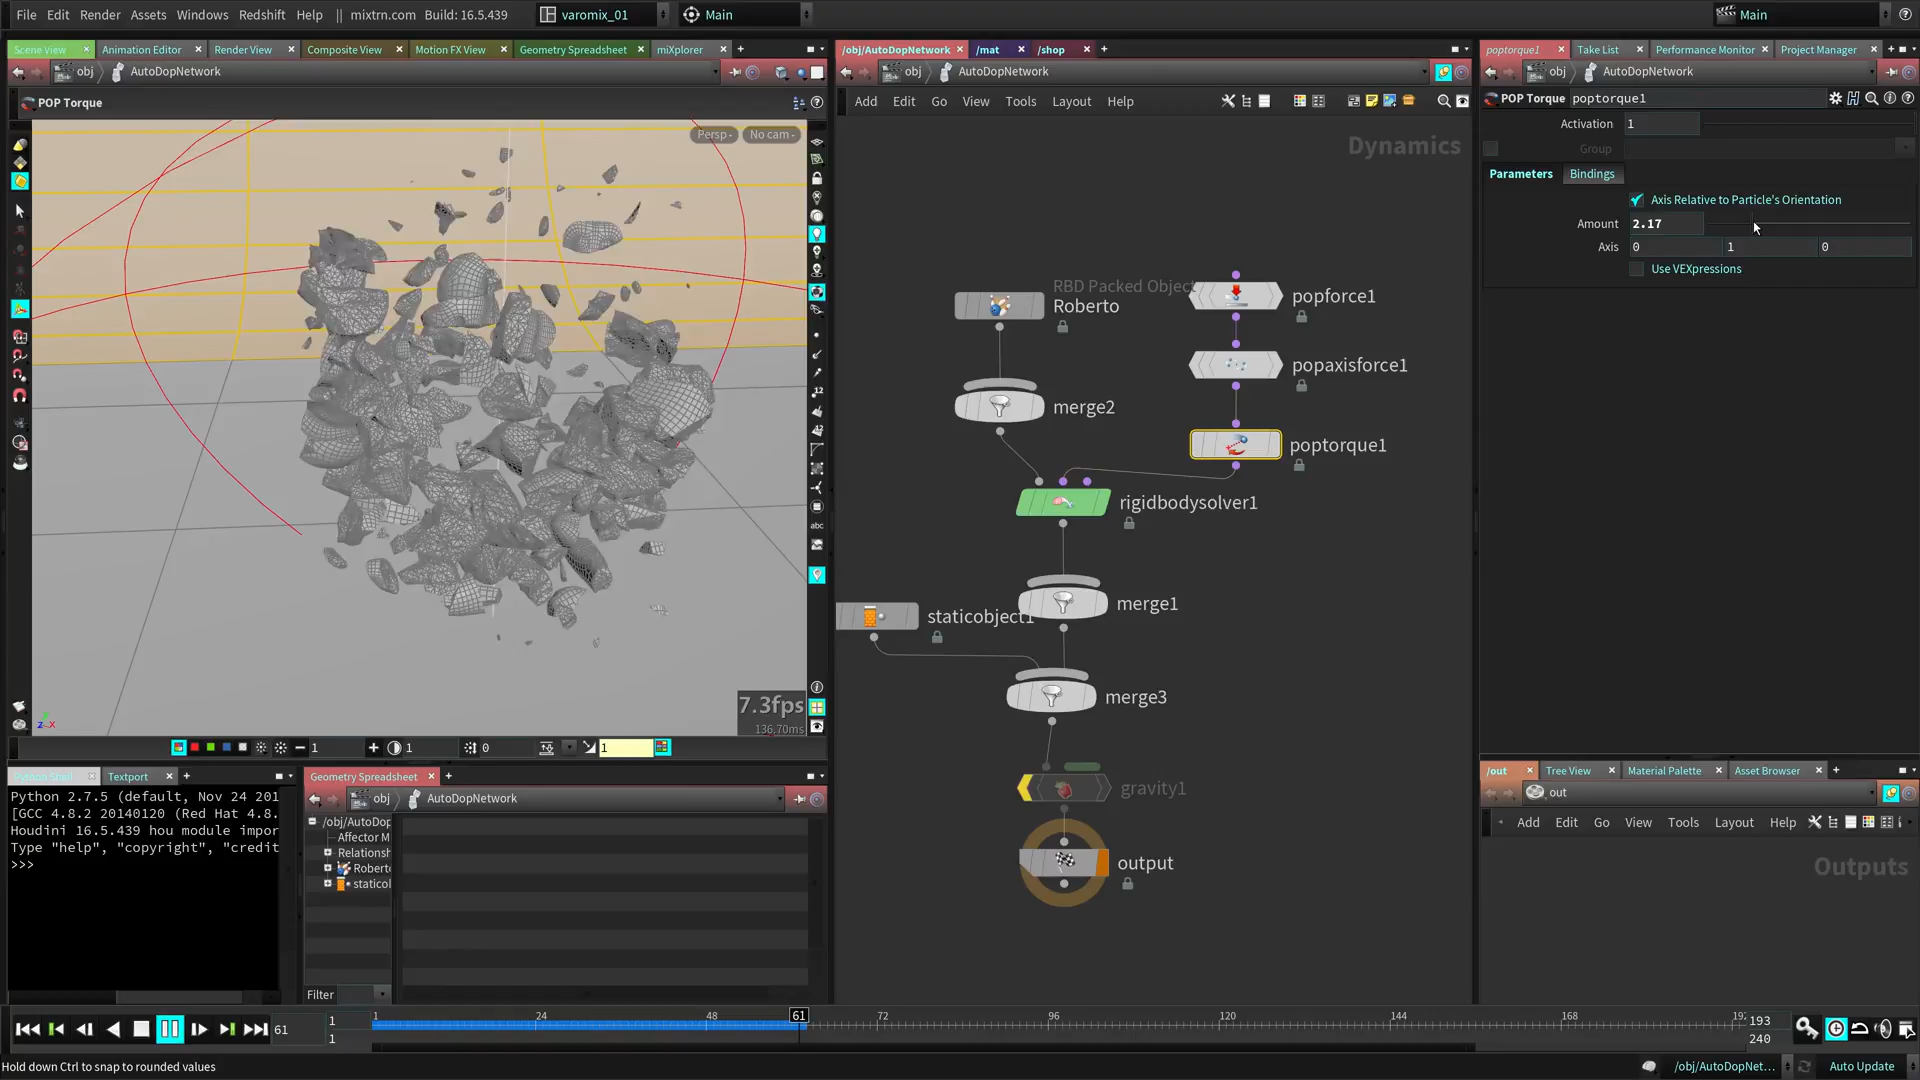 File Edit Render Assets Windows Redshift Help || mixtrn.com Build: 16.5.439 varomix_01 Main Main
Scene View Animation Editor Render View Composite View Motion FX View Geometry Spreadsheet miXplorer
obj AutoDopNetwork
POP Torque
Persp No cam
12
abc
7.3fps
136.70ms
1 1 0 1
Python Shell Textport
Python 2.7.5 (default, Nov 24 201
[GCC 4.8.2 20140120 (Red Hat 4.8.
Houdini 16.5.439 hou module impor
Type "help", "copyright", "credit
>>>
Geometry Spreadsheet
obj AutoDopNetwork
/obj/AutoDop
Affector M
Relationsh
Robert
staticol
Filter
/obj/AutoDopNetwork /mat /shop
obj AutoDopNetwork
Add Edit Go View Tools Layout Help
Dynamics
RBD Packed Object
Roberto
popforce1
popaxisforce1
merge2
poptorque1
rigidbodysolver1
merge1
staticobject1
merge3
gravity1
output
poptorque1 Take List Performance Monitor Project Manager
obj AutoDopNetwork
POP Torque poptorque1
Activation 1
Group
Parameters Bindings
Axis Relative to Particle's Orientation
Amount 2.17
Axis 0 1 0
Use VEXpressions
/out Tree View Material Palette Asset Browser
out
Add Edit Go View Tools Layout Help
Outputs
61 1 1
1 24 48 61 72 96 120 144 168 192
193
240
Hold down Ctrl to snap to rounded values
/obj/AutoDopNet... Auto Update